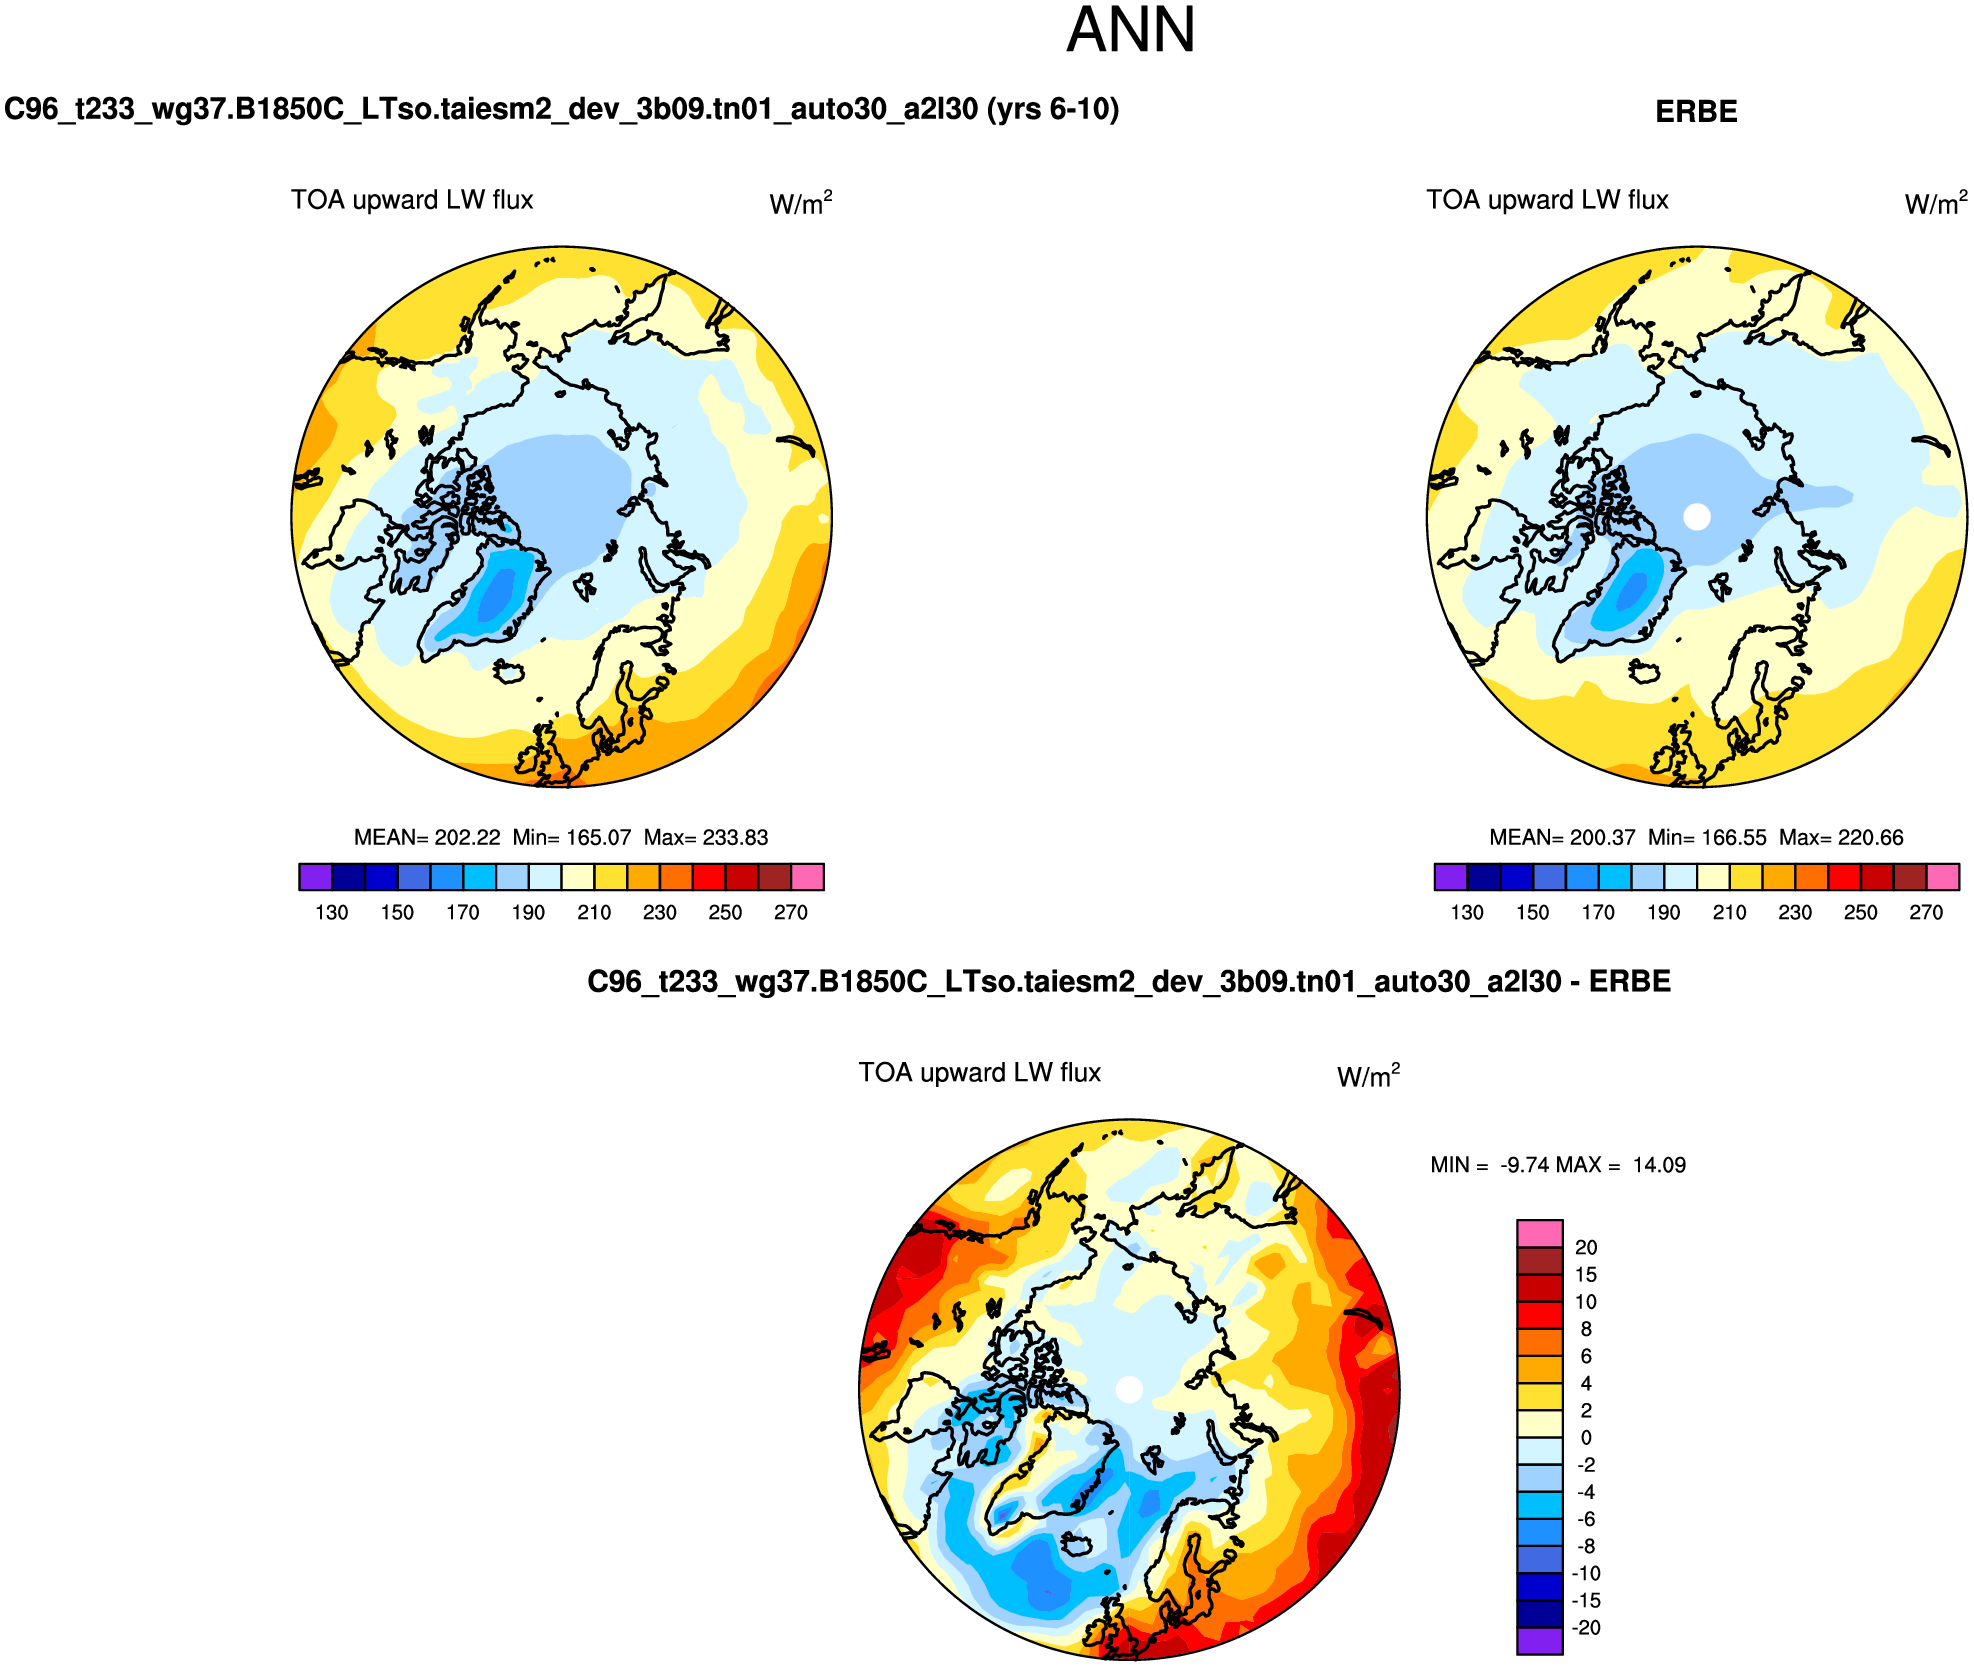 ANN
C96_t233_wg37.B1850C_LTso.taiesm2_dev_3b09.tn01_auto30_a2l30 (yrs 6-10)
ERBE
TOA upward LW flux W/m²
TOA upward LW flux W/m²
MEAN= 202.22 Min= 165.07 Max= 233.83
MEAN= 200.37 Min= 166.55 Max= 220.66
130 150 170 190 210 230 250 270
130 150 170 190 210 230 250 270
C96_t233_wg37.B1850C_LTso.taiesm2_dev_3b09.tn01_auto30_a2l30 - ERBE
TOA upward LW flux W/m²
MIN = -9.74 MAX = 14.09
20
15
10
8
6
4
2
0
-2
-4
-6
-8
-10
-15
-20